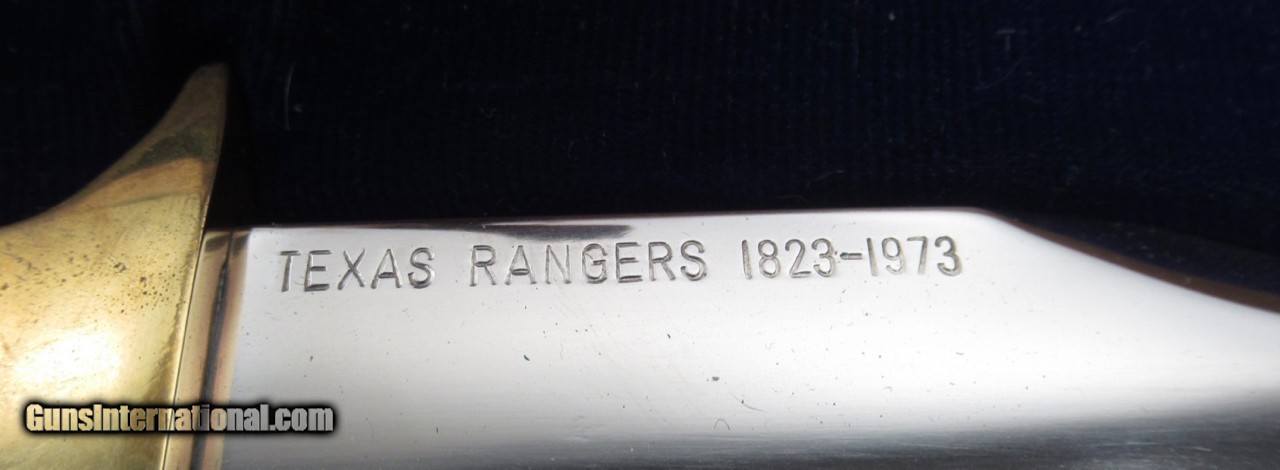 TEXAS RANGERS 1823-1973
GunsInternational.com